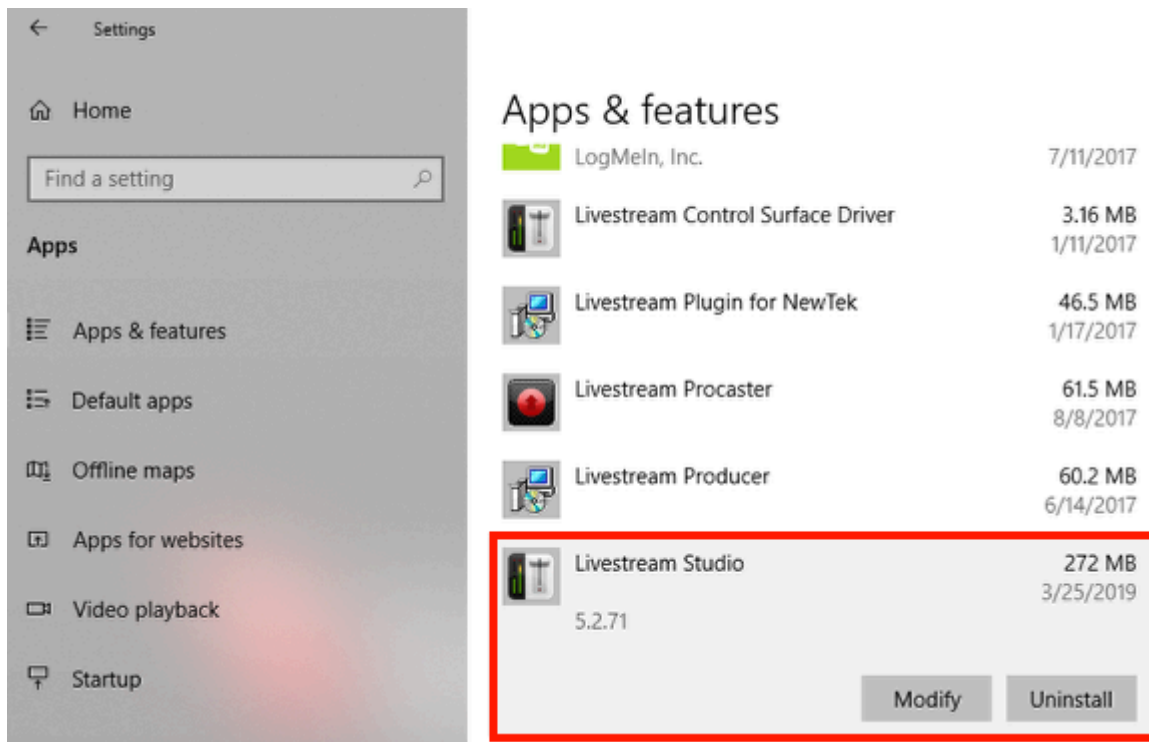 Settings
Home
Find a setting
Apps
Apps & features
Default apps
Offline maps
Apps for websites
Video playback
Startup
Apps & features
LogMeIn, Inc. 7/11/2017
Livestream Control Surface Driver 3.16 MB
1/11/2017
Livestream Plugin for NewTek 46.5 MB
1/17/2017
Livestream Procaster 61.5 MB
8/8/2017
Livestream Producer 60.2 MB
6/14/2017
Livestream Studio 272 MB
3/25/2019
5.2.71
Modify Uninstall